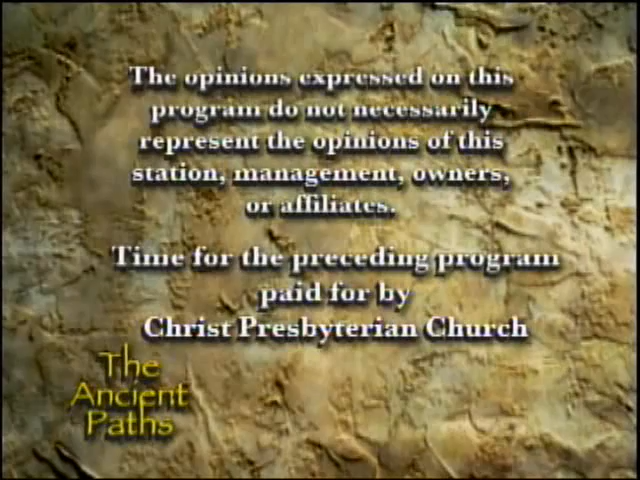 The opinions expressed on this
program do not necessarily
represent the opinions of this
station, management, owners,
or affiliates.
Time for the preceding program
paid for by
Christ Presbyterian Church
The
Ancient
Paths